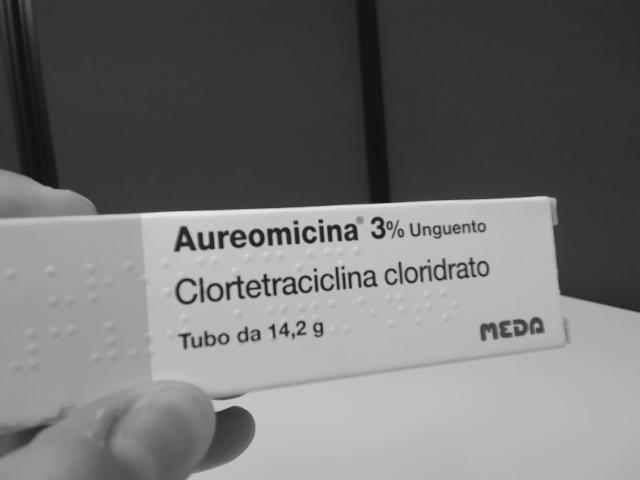 Aureomicina® 3% Unguento
Clortetraciclina cloridrato
Tubo da 14,2 g
MEDA